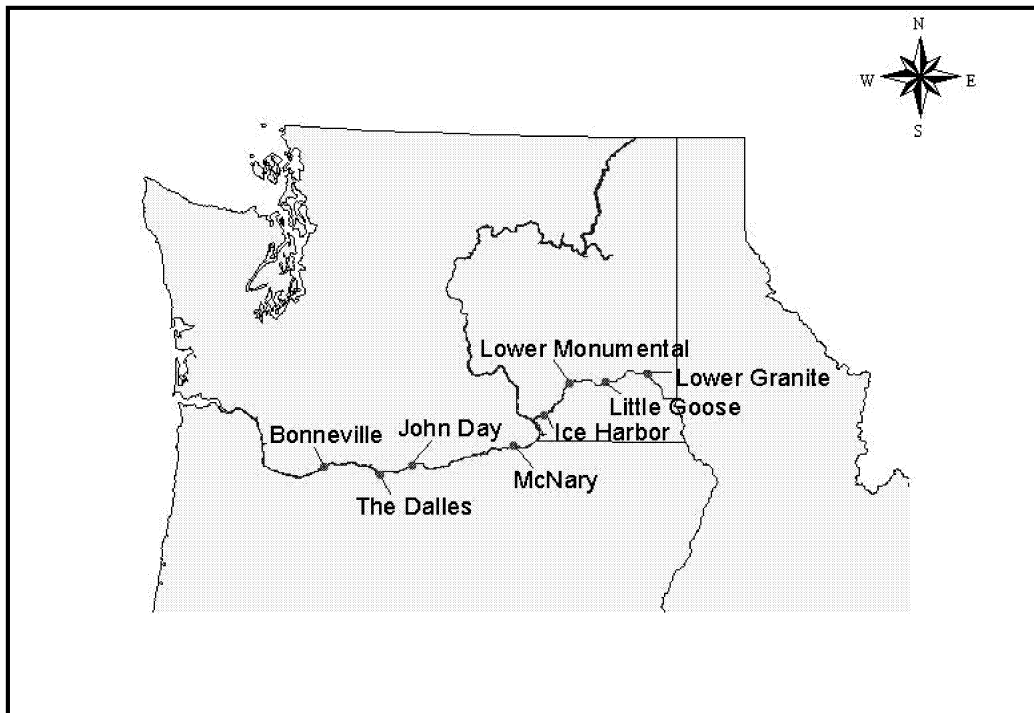 N
W
E
S
Lower Monumental
Lower Granite
Little Goose
Ice Harbor
John Day
Bonneville
McNary
The Dalles